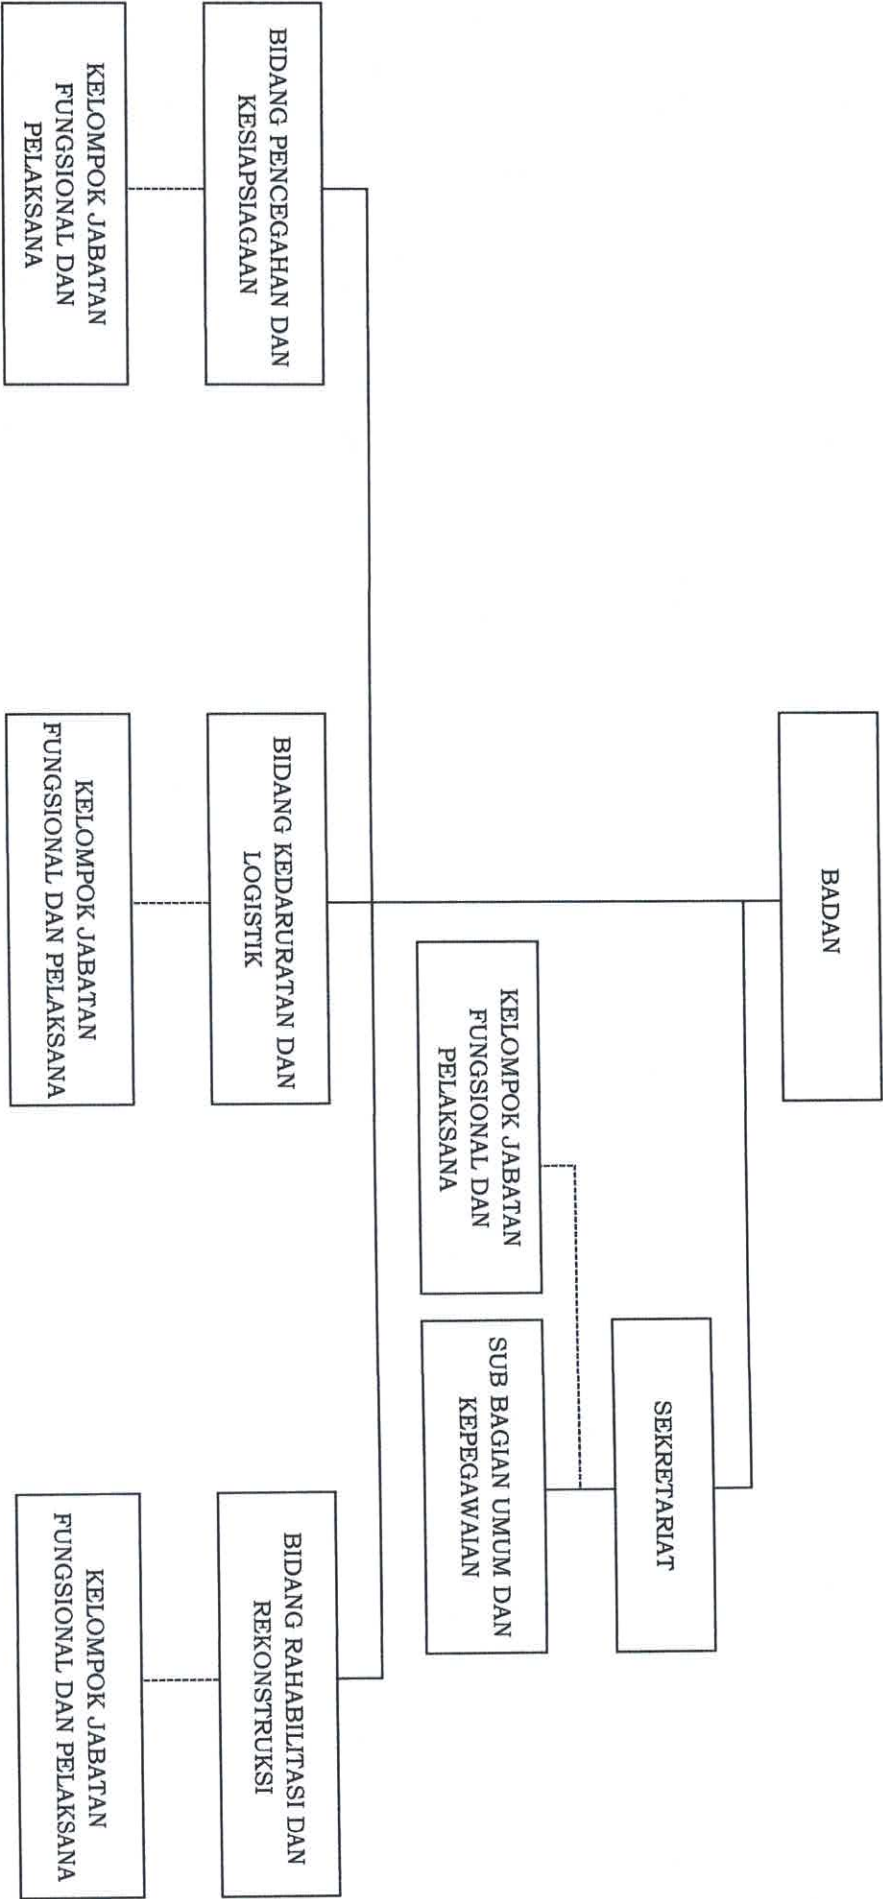 BADAN
SEKRETARIAT
KELOMPOK JABATAN
FUNGSIONAL DAN
PELAKSANA
SUB BAGIAN UMUM DAN
KEPEGAWAIAN
BIDANG PENCEGAHAN DAN
KESIAPSIAGAAN
BIDANG KEDARURATAN DAN
LOGISTIK
BIDANG RAHABILITASI DAN
REKONSTRUKSI
KELOMPOK JABATAN
FUNGSIONAL DAN
PELAKSANA
KELOMPOK JABATAN
FUNGSIONAL DAN PELAKSANA
KELOMPOK JABATAN
FUNGSIONAL DAN PELAKSANA